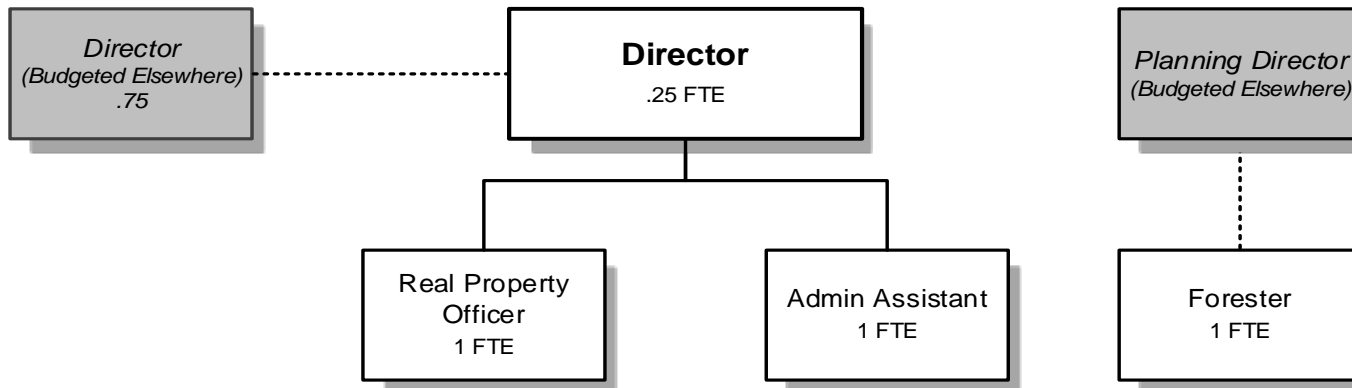 Director
(Budgeted Elsewhere)
.75
Director
.25 FTE
Planning Director
(Budgeted Elsewhere)
Real Property
Officer
1 FTE
Admin Assistant
1 FTE
Forester
1 FTE